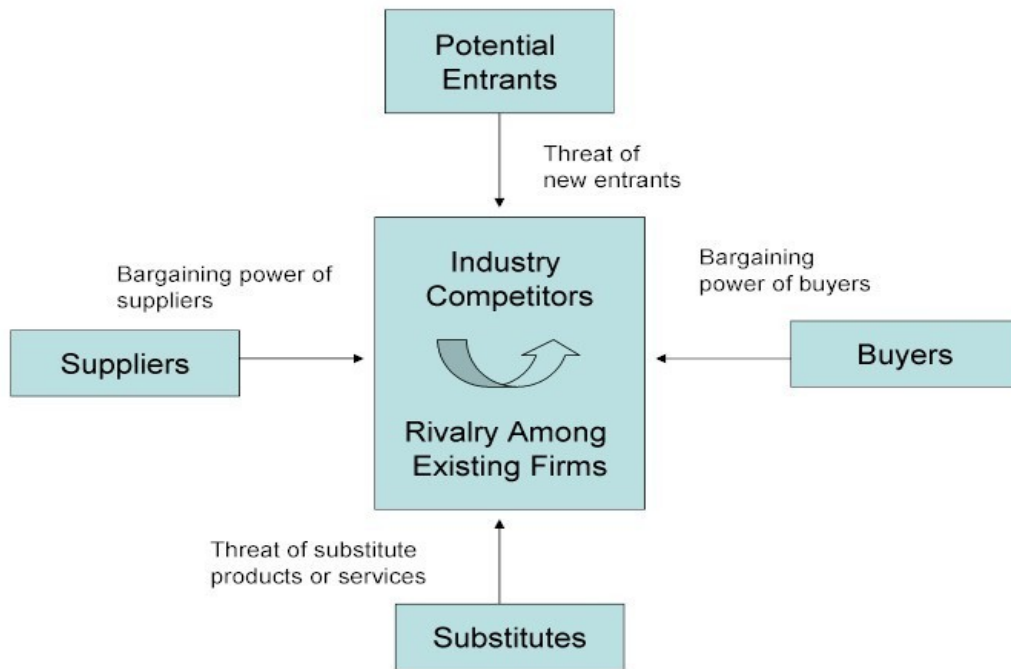 Potential
Entrants
Threat of
new entrants
Industry
Competitors
Bargaining power of
suppliers
Bargaining
power of buyers
Suppliers
Buyers
Rivalry Among
Existing Firms
Threat of substitute
products or services
Substitutes